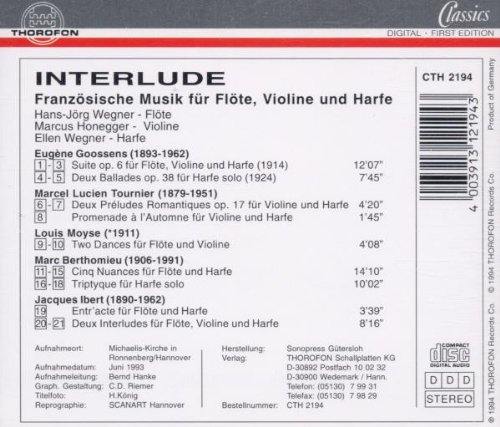 THOROFON
Classics
DIGITAL · FIRST EDITION
INTERLUDE
CTH 2194
Französische Musik für Flöte, Violine und Harfe
Hans-Jörg Wegner - Flöte
Marcus Honegger - Violine
Ellen Wegner - Harfe
Eugène Goossens (1893-1962)
1 - 3 Suite op. 6 für Flöte, Violine und Harfe (1914) 12'07"
4 - 5 Deux Ballades op. 38 für Harfe solo (1924) 7'45"
Marcel Lucien Tournier (1879-1951)
6 - 7 Deux Préludes Romantiques op. 17 für Violine und Harfe 4'20"
8 Promenade à l'Automne für Violine und Harfe 1'45"
Louis Moyse (*1911)
9 - 10 Two Dances für Flöte und Violine 4'08"
Marc Berthomieu (1906-1991)
11 - 15 Cinq Nuances für Flöte und Harfe 14'10"
16 - 18 Triptyque für Harfe solo 10'02"
Jacques Ibert (1890-1962)
19 Entr'acte für Flöte und Harfe 3'39"
20 - 21 Deux Interludes für Flöte, Violine und Harfe 8'16"
Aufnahmeort: Michaelis-Kirche in
Ronnenberg/Hannover
Aufnahmedatum: Juni 1993
Aufnahmeleitung: Bernd Hanke
Graph. Gestaltung: C.D. Riemer
Titelfoto: H.König
Reprographie: SCANART Hannover
Herstellung: Sonopress Gütersloh
Verlag: THOROFON Schallplatten KG
D-30892 Postfach 10 02 32
D-30900 Wedemark / Hann.
Telefon: (05130) 7 99 31
Telefax: (05130) 7 98 29
Bestellnummer: CTH 2194
COMPACT
disc
DIGITAL AUDIO
D D D
STEREO
4 003913 121943
Product of Germany
℗ 1994 THOROFON Records Co.
© 1994 THOROFON Records Co.